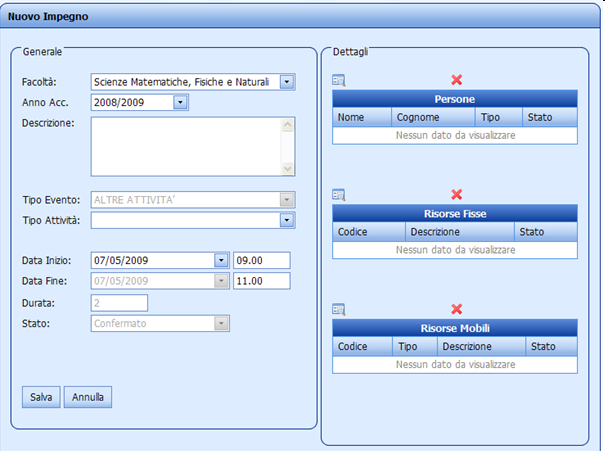 Nuovo Impegno
Generale
Facoltà: Scienze Matematiche, Fisiche e Naturali
Anno Acc. 2008/2009
Descrizione:
Tipo Evento: ALTRE ATTIVITA'
Tipo Attività:
Data Inizio: 07/05/2009 09.00
Data Fine: 07/05/2009 11.00
Durata: 2
Stato: Confermato
Salva Annulla
Dettagli
Persone
Nome Cognome Tipo Stato
Nessun dato da visualizzare
Risorse Fisse
Codice Descrizione Stato
Nessun dato da visualizzare
Risorse Mobili
Codice Tipo Descrizione Stato
Nessun dato da visualizzare